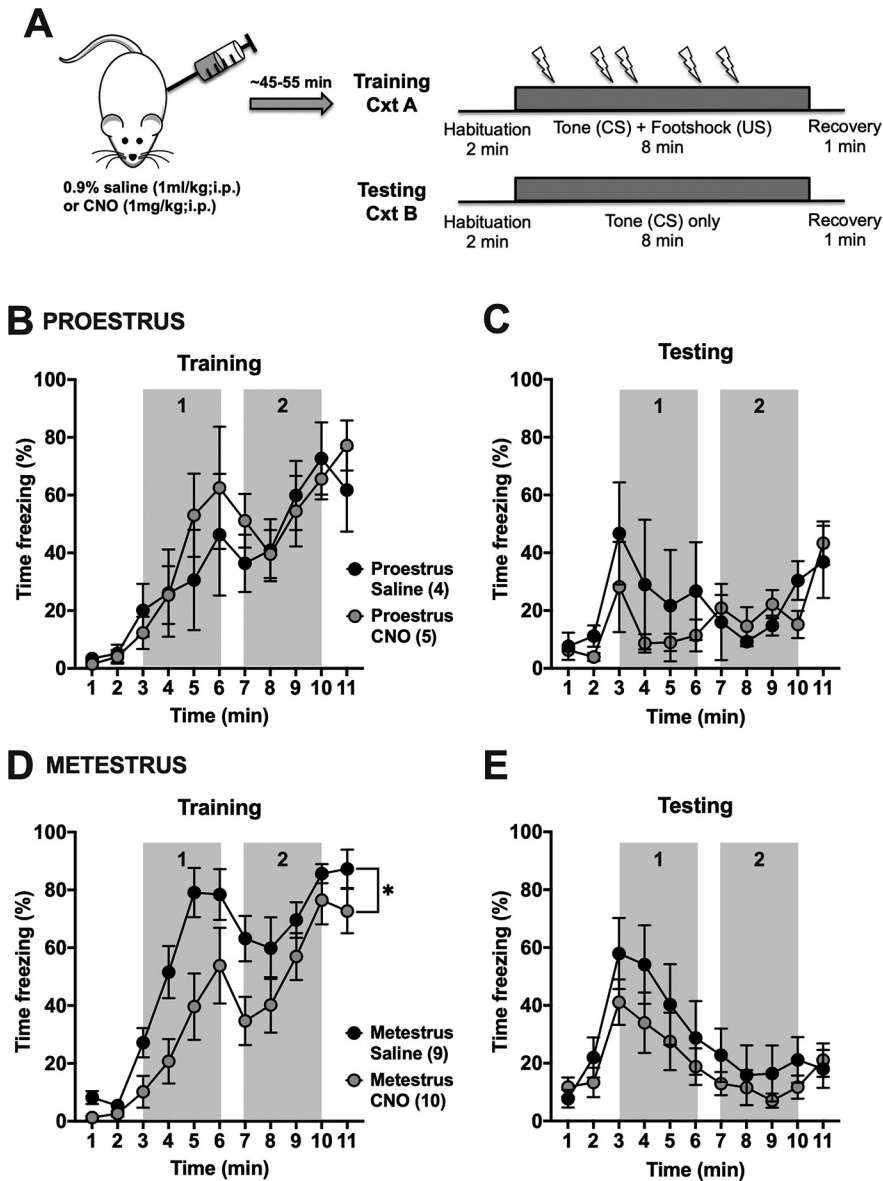 A
~45-55 min
0.9% saline (1ml/kg;i.p.)
or CNO (1mg/kg;i.p.)
Training
Cxt A
Habituation
2 min
Tone (CS) + Footshock (US)
8 min
Recovery
1 min
Testing
Cxt B
Habituation
2 min
Tone (CS) only
8 min
Recovery
1 min
B PROESTRUS
Training
Time freezing (%)
100
80
60
40
20
0
1 2
Proestrus
Saline (4)
Proestrus
CNO (5)
1 2 3 4 5 6 7 8 9 10 11
Time (min)
C
Testing
Time freezing (%)
100
80
60
40
20
0
1 2
1 2 3 4 5 6 7 8 9 10 11
Time (min)
D METESTRUS
Training
Time freezing (%)
100
80
60
40
20
0
1 2
*
Metestrus
Saline (9)
Metestrus
CNO (10)
1 2 3 4 5 6 7 8 9 10 11
Time (min)
E
Testing
Time freezing (%)
100
80
60
40
20
0
1 2
1 2 3 4 5 6 7 8 9 10 11
Time (min)